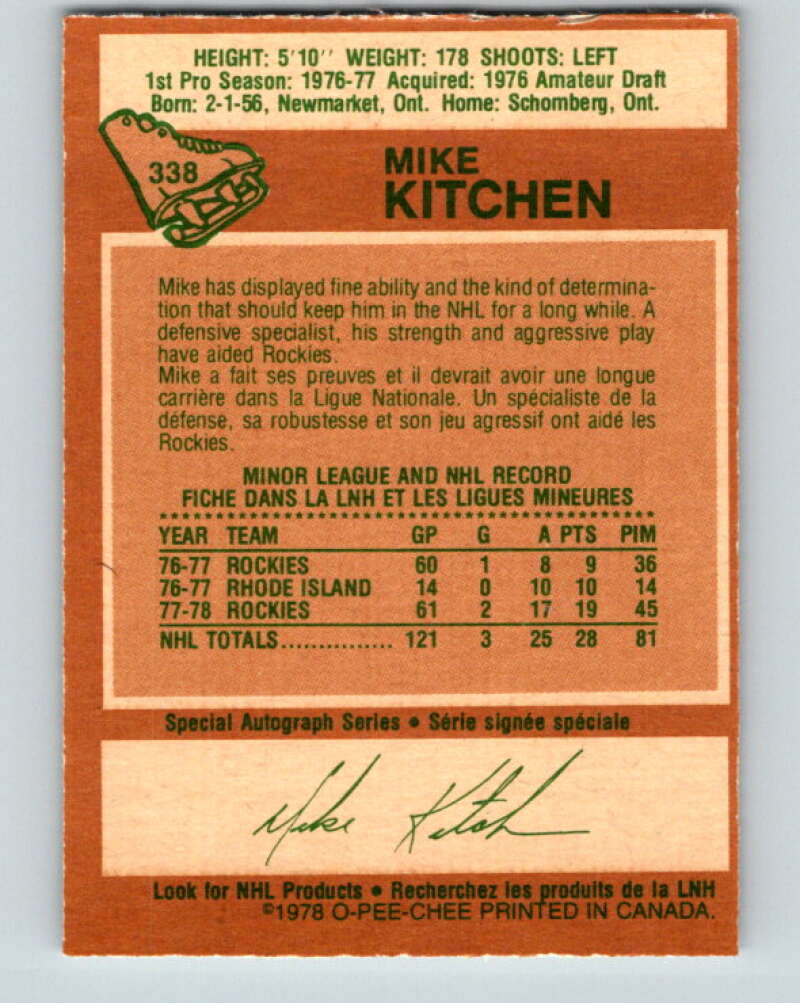 HEIGHT: 5'10'' WEIGHT: 178 SHOOTS: LEFT
1st Pro Season: 1976-77 Acquired: 1976 Amateur Draft
Born: 2-1-56, Newmarket, Ont. Home: Schomberg, Ont.
338
MIKE
KITCHEN
Mike has displayed fine ability and the kind of determina-
tion that should keep him in the NHL for a long while. A
defensive specialist, his strength and aggressive play
have aided Rockies.
Mike a fait ses preuves et il devrait avoir une longue
carrière dans la Ligue Nationale. Un spécialiste de la
défense, sa robustesse et son jeu agressif ont aidé les
Rockies.
MINOR LEAGUE AND NHL RECORD
FICHE DANS LA LNH ET LES LIGUES MINEURES
YEAR TEAM GP G A PTS PIM
76-77 ROCKIES 60 1 8 9 36
76-77 RHODE ISLAND 14 0 10 10 14
77-78 ROCKIES 61 2 17 19 45
NHL TOTALS................ 121 3 25 28 81
Special Autograph Series • Série signée spéciale
Mike Kitch
Look for NHL Products • Recherchez les produits de la LNH
©1978 O-PEE-CHEE PRINTED IN CANADA.